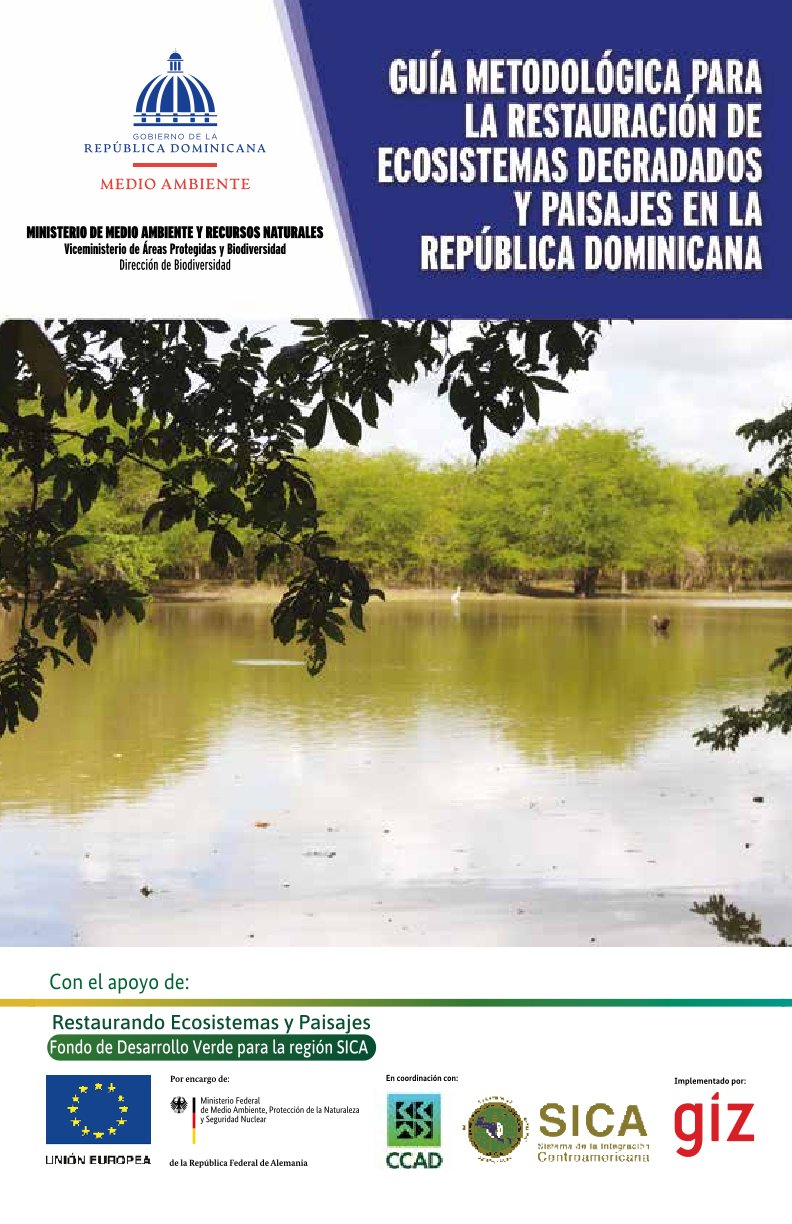 GOBIERNO DE LA
REPÚBLICA DOMINICANA
MEDIO AMBIENTE
MINISTERIO DE MEDIO AMBIENTE Y RECURSOS NATURALES
Viceministerio de Áreas Protegidas y Biodiversidad
Dirección de Biodiversidad
GUÍA METODOLÓGICA PARA
LA RESTAURACIÓN DE
ECOSISTEMAS DEGRADADOS
Y PAISAJES EN LA
REPÚBLICA DOMINICANA
Con el apoyo de:
Restaurando Ecosistemas y Paisajes
Fondo de Desarrollo Verde para la región SICA
UNIÓN EUROPEA
Por encargo de:
Ministerio Federal
de Medio Ambiente, Protección de la Naturaleza
y Seguridad Nuclear
de la República Federal de Alemania
En coordinación con:
CCAD
SICA
Sistema de la Integración
Centroamericana
Implementado por:
giz